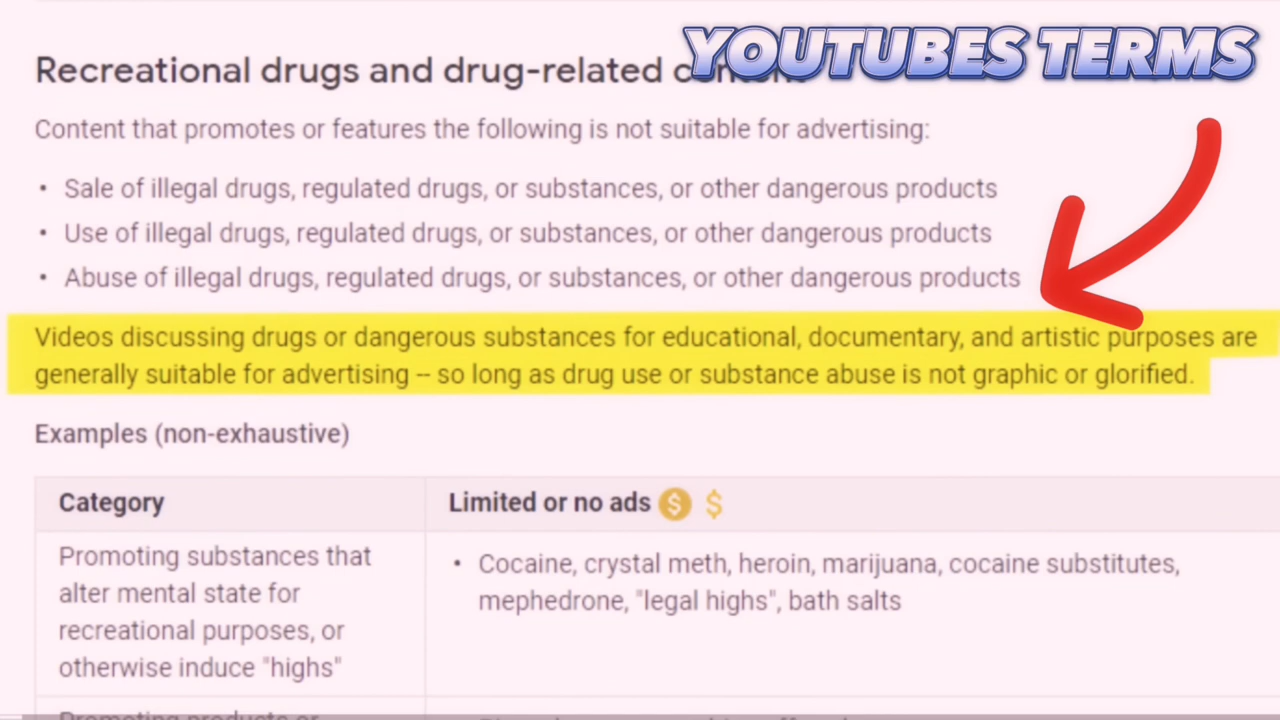 YOUTUBES TERMS
Recreational drugs and drug-related content
Content that promotes or features the following is not suitable for advertising:
• Sale of illegal drugs, regulated drugs, or substances, or other dangerous products
• Use of illegal drugs, regulated drugs, or substances, or other dangerous products
• Abuse of illegal drugs, regulated drugs, or substances, or other dangerous products
Videos discussing drugs or dangerous substances for educational, documentary, and artistic purposes are
generally suitable for advertising -- so long as drug use or substance abuse is not graphic or glorified.
Examples (non-exhaustive)
Category
Limited or no ads $ $
Promoting substances that
alter mental state for
recreational purposes, or
otherwise induce "highs"
• Cocaine, crystal meth, heroin, marijuana, cocaine substitutes,
mephedrone, "legal highs", bath salts
Promoting products or